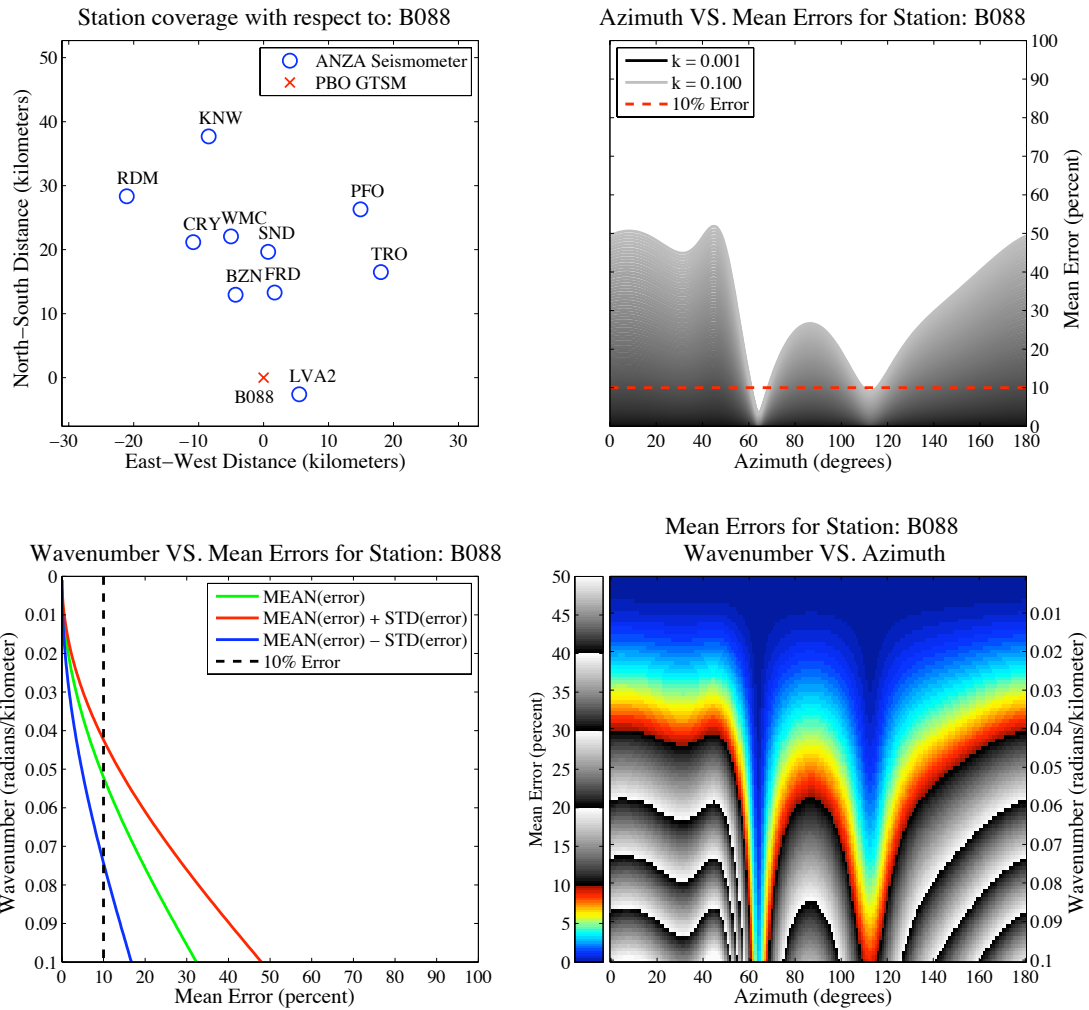 Station coverage with respect to: B088
50
40
30
20
10
0
North−South Distance (kilometers)
ANZA Seismometer
PBO GTSM
KNW
RDM
PFO
CRY
WMC
SND
TRO
BZN
FRD
LVA2
B088
−30
−20
−10
0
10
20
30
East−West Distance (kilometers)
Azimuth VS. Mean Errors for Station: B088
k = 0.001
k = 0.100
10% Error
100
90
80
70
60
50
40
30
20
10
0
Mean Error (percent)
0
20
40
60
80
100
120
140
160
180
Azimuth (degrees)
Wavenumber VS. Mean Errors for Station: B088
0
0.01
0.02
0.03
0.04
0.05
0.06
0.07
0.08
0.09
0.1
Wavenumber (radians/kilometer)
MEAN(error)
MEAN(error) + STD(error)
MEAN(error) − STD(error)
10% Error
0
10
20
30
40
50
60
70
80
90
100
Mean Error (percent)
Mean Errors for Station: B088
Wavenumber VS. Azimuth
50
45
40
35
30
25
20
15
10
5
0
Mean Error (percent)
0.01
0.02
0.03
0.04
0.05
0.06
0.07
0.08
0.09
0.1
Wavenumber (radians/kilometer)
0
20
40
60
80
100
120
140
160
180
Azimuth (degrees)